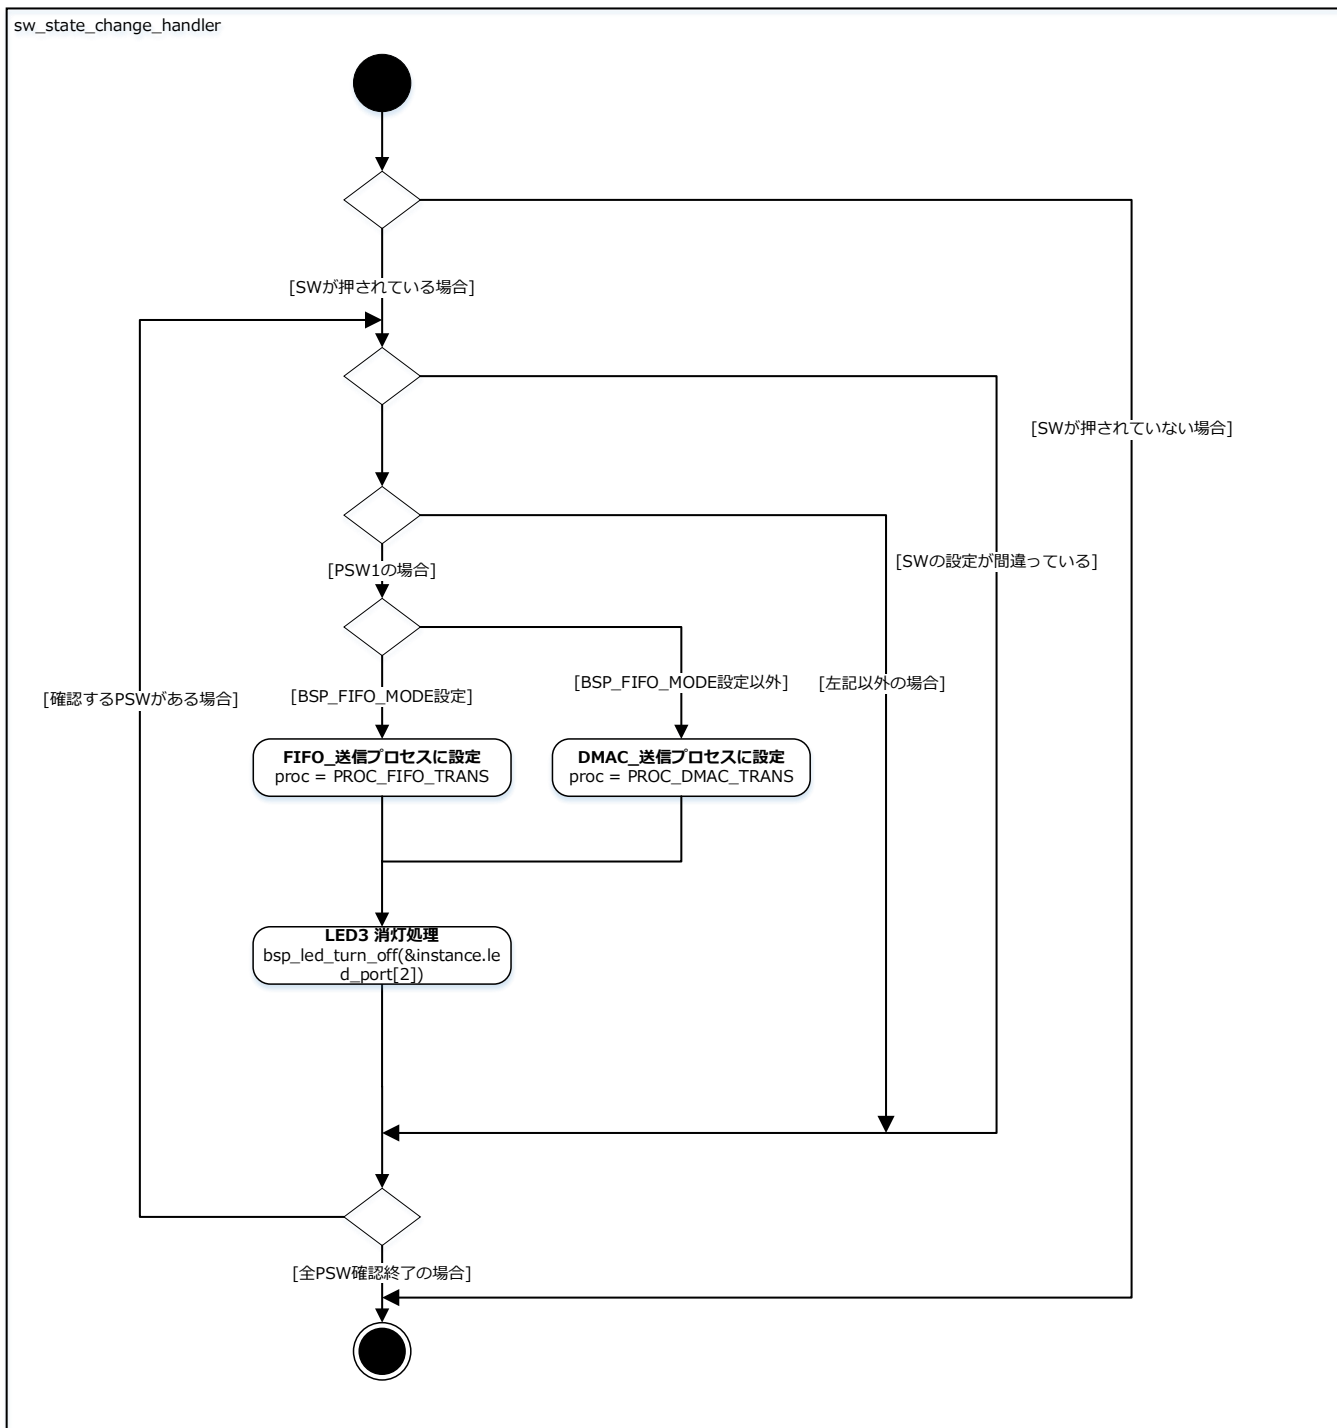 sw_state_change_handler
[SWが押されている場合]
[SWが押されていない場合]
[SWの設定が間違っている]
[PSW1の場合]
[確認するPSWがある場合]
[BSP_FIFO_MODE設定]
[BSP_FIFO_MODE設定以外]
[左記以外の場合]
FIFO_送信プロセスに設定
proc = PROC_FIFO_TRANS
DMAC_送信プロセスに設定
proc = PROC_DMAC_TRANS
LED3 消灯処理
bsp_led_turn_off(&instance.le
d_port[2])
[全PSW確認終了の場合]